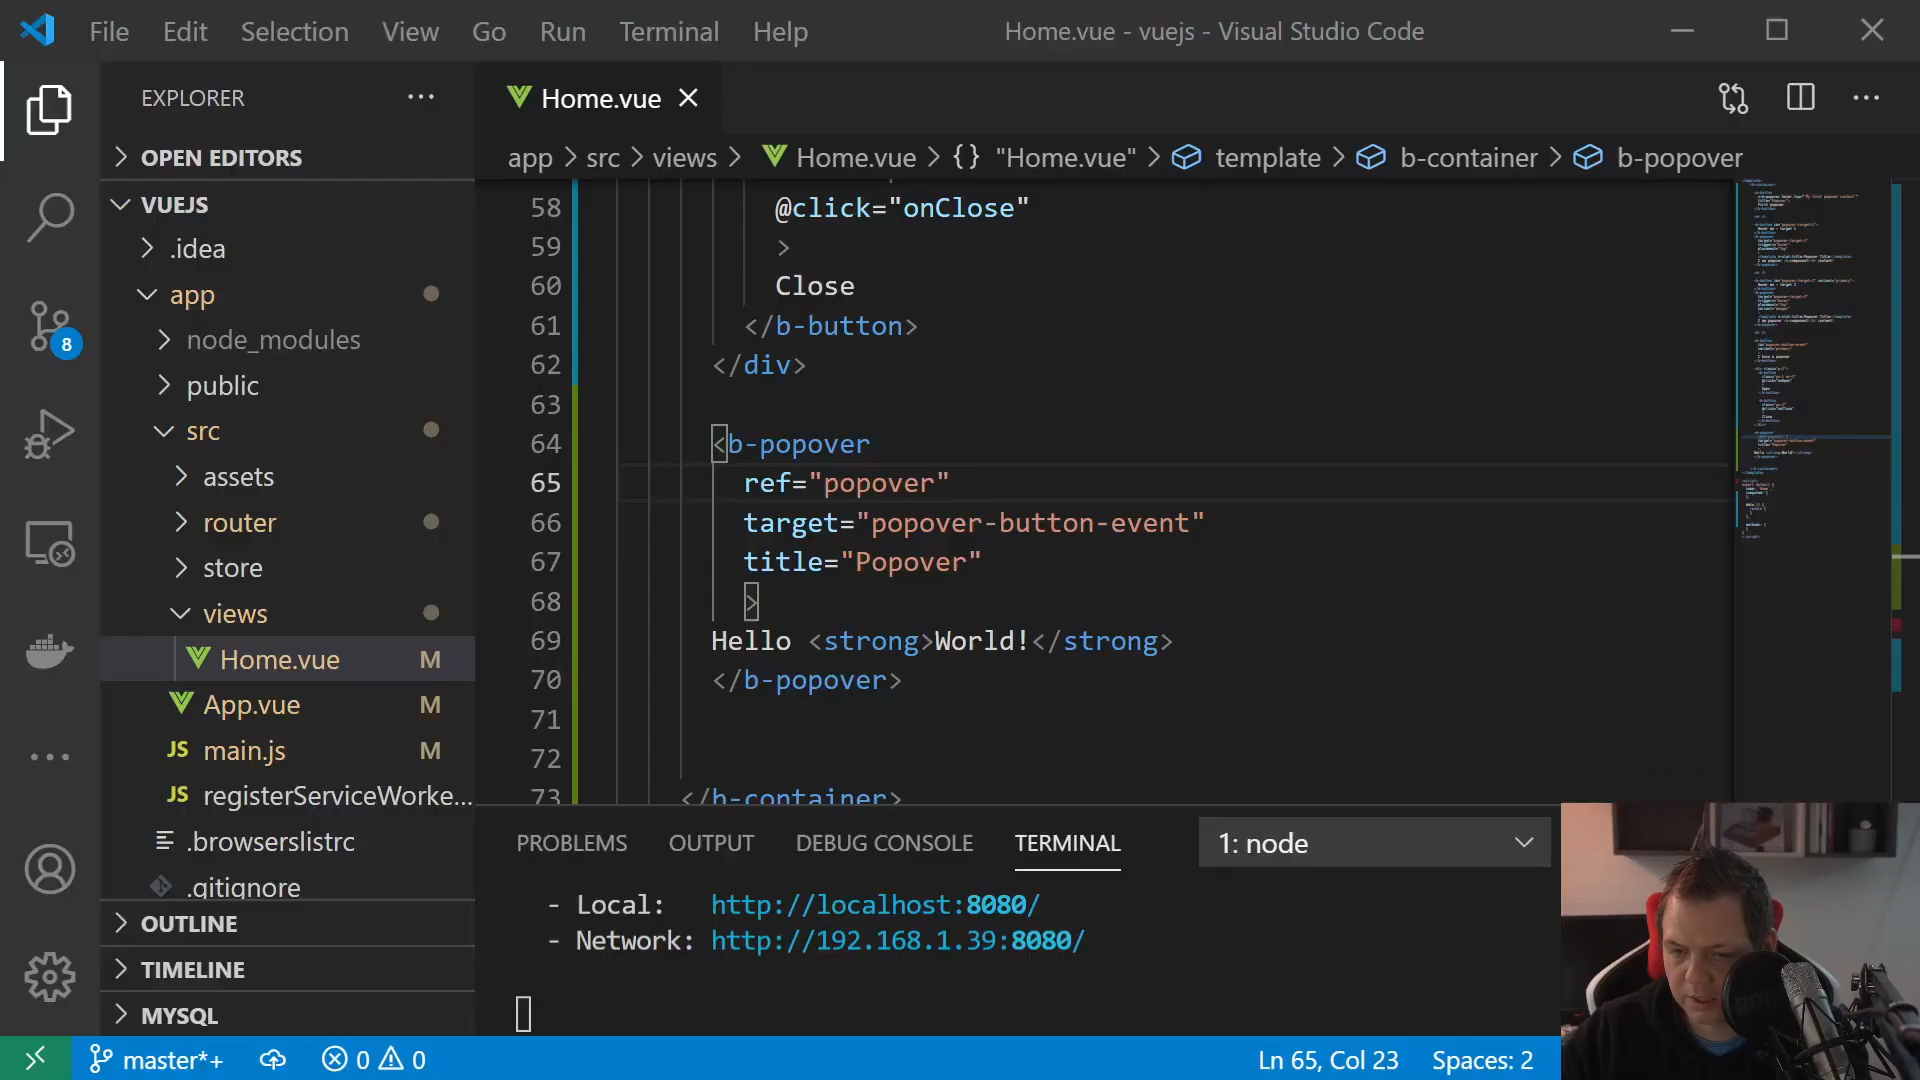 File Edit Selection View Go Run Terminal Help Home.vue - vuejs - Visual Studio Code
EXPLORER
Home.vue
OPEN EDITORS
app > src > views > Home.vue > {} "Home.vue" > template > b-container > b-popover
VUEJS
.idea
app
node_modules
public
src
assets
router
store
views
Home.vue M
App.vue M
JS main.js M
JS registerServiceWorke...
.browserslistrc
.gitignore
OUTLINE
TIMELINE
MYSQL
8
58 @click="onClose"
59 >
60 Close
61 </b-button>
62 </div>
63
64 <b-popover
65 ref="popover"
66 target="popover-button-event"
67 title="Popover"
68 >
69 Hello <strong>World!</strong>
70 </b-popover>
71
72
73 </b-container>
PROBLEMS OUTPUT DEBUG CONSOLE TERMINAL 1: node
- Local: http://localhost:8080/
- Network: http://192.168.1.39:8080/
master*+ 0 0 Ln 65, Col 23 Spaces: 2